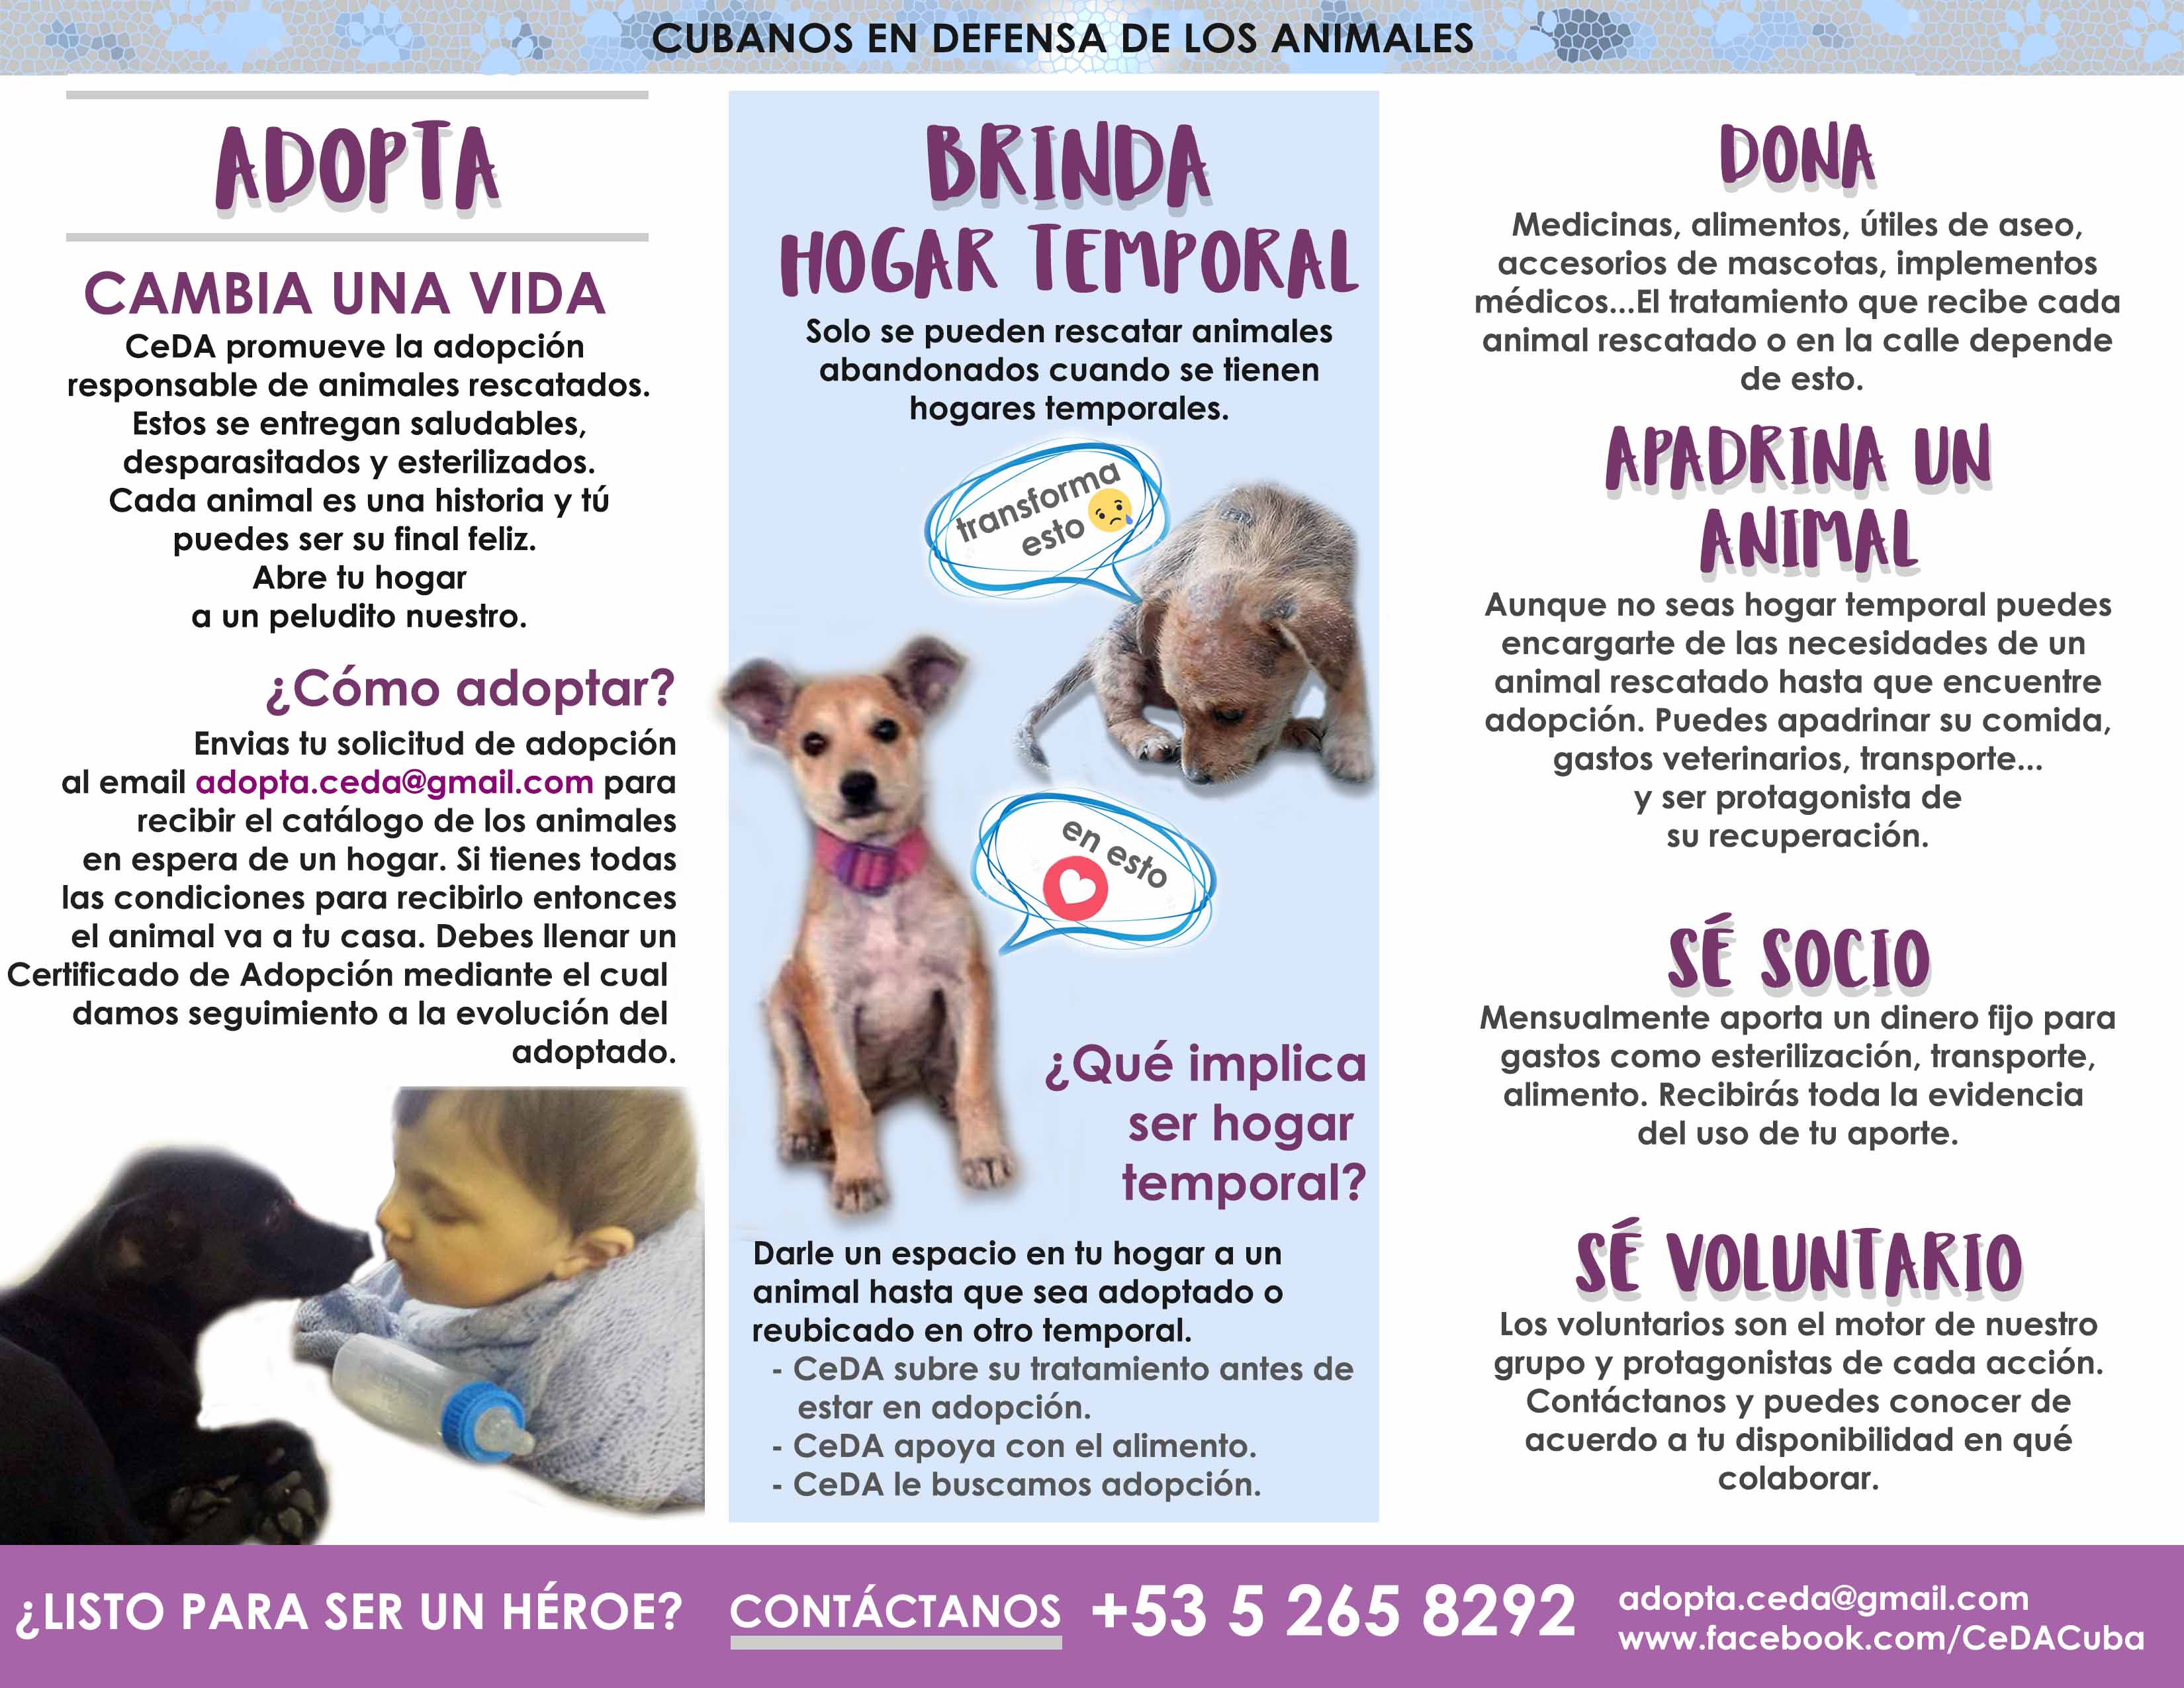 CUBANOS EN DEFENSA DE LOS ANIMALES
ADOPTA
CAMBIA UNA VIDA
CeDA promueve la adopción
responsable de animales rescatados.
Estos se entregan saludables,
desparasitados y esterilizados.
Cada animal es una historia y tú
puedes ser su final feliz.
Abre tu hogar
a un peludito nuestro.
¿Cómo adoptar?
Envias tu solicitud de adopción
al email adopta.ceda@gmail.com para
recibir el catálogo de los animales
en espera de un hogar. Si tienes todas
las condiciones para recibirlo entonces
el animal va a tu casa. Debes llenar un
Certificado de Adopción mediante el cual
damos seguimiento a la evolución del
adoptado.
BRINDA
HOGAR TEMPORAL
Solo se pueden rescatar animales
abandonados cuando se tienen
hogares temporales.
transforma
esto
en esto
¿Qué implica
ser hogar
temporal?
Darle un espacio en tu hogar a un
animal hasta que sea adoptado o
reubicado en otro temporal.
- CeDA subre su tratamiento antes de
estar en adopción.
- CeDA apoya con el alimento.
- CeDA le buscamos adopción.
DONA
Medicinas, alimentos, útiles de aseo,
accesorios de mascotas, implementos
médicos...El tratamiento que recibe cada
animal rescatado o en la calle depende
de esto.
APADRINA UN
ANIMAL
Aunque no seas hogar temporal puedes
encargarte de las necesidades de un
animal rescatado hasta que encuentre
adopción. Puedes apadrinar su comida,
gastos veterinarios, transporte...
y ser protagonista de
su recuperación.
SÉ SOCIO
Mensualmente aporta un dinero fijo para
gastos como esterilización, transporte,
alimento. Recibirás toda la evidencia
del uso de tu aporte.
SÉ VOLUNTARIO
Los voluntarios son el motor de nuestro
grupo y protagonistas de cada acción.
Contáctanos y puedes conocer de
acuerdo a tu disponibilidad en qué
colaborar.
¿LISTO PARA SER UN HÉROE?
CONTÁCTANOS
+53 5 265 8292
adopta.ceda@gmail.com
www.facebook.com/CeDACuba